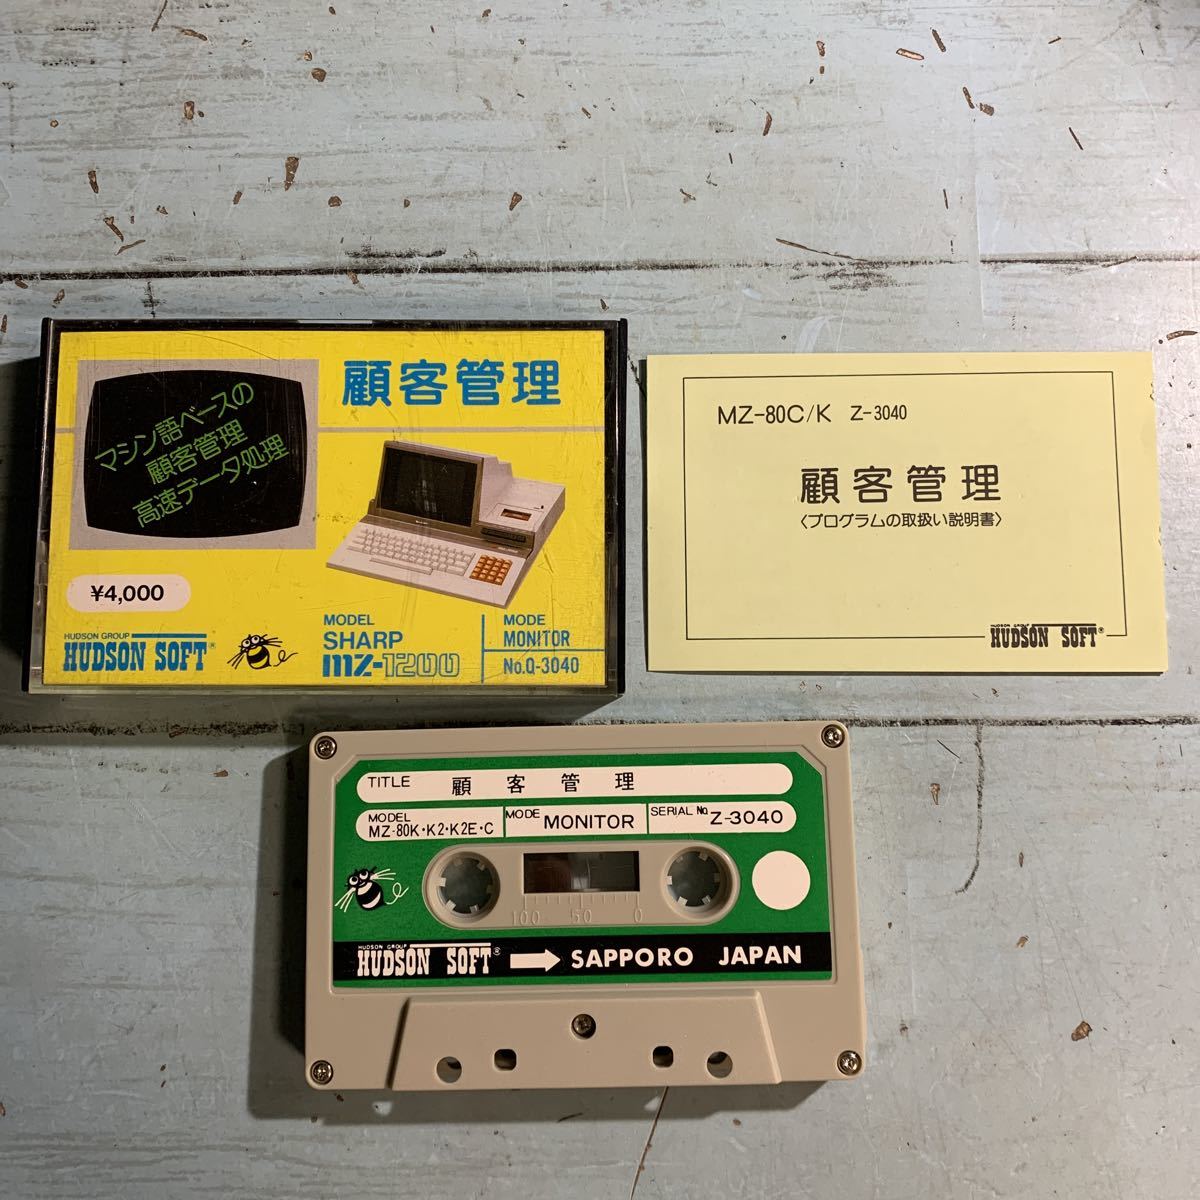 顧客管理
マシン語ベースの
顧客管理
高速データ処理
¥4,000
HUDSON GROUP
HUDSON SOFT®
MODEL
SHARP
MZ-1200
MODE
MONITOR
No.Q-3040
MZ-80C/K Z-3040
顧客管理
〈プログラムの取扱い説明書〉
HUDSON GROUP
HUDSON SOFT®
TITLE 顧客管理
MODEL
MZ-80K・K2・K2E・C
MODE MONITOR
SERIAL No. Z-3040
100 50 0
HUDSON GROUP
HUDSON SOFT® SAPPORO JAPAN